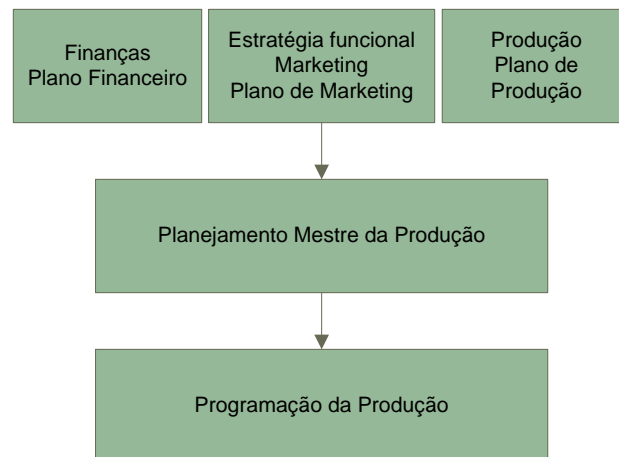 Finanças
Plano Financeiro
Estratégia funcional
Marketing
Plano de Marketing
Produção
Plano de
Produção
Planejamento Mestre da Produção
Programação da Produção